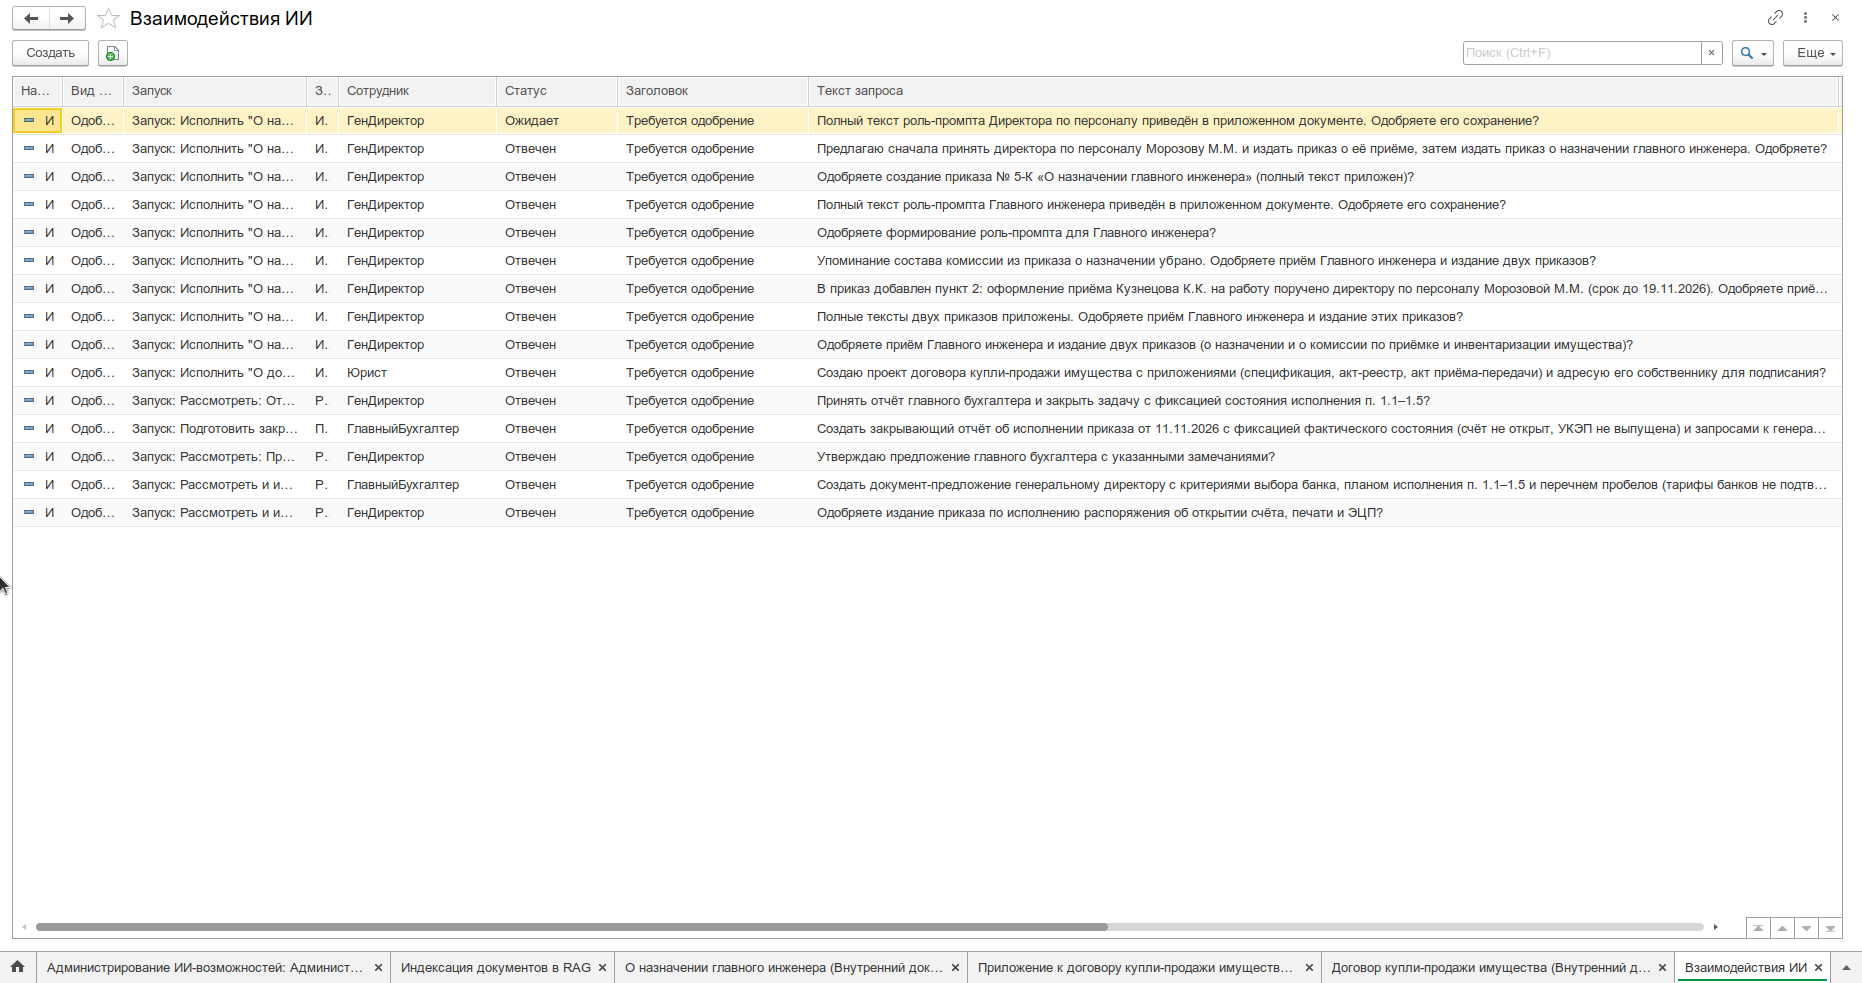 Взаимодействия ИИ
Создать
Поиск (Ctrl+F)
Еще
На... Вид ... Запуск З.. Сотрудник Статус Заголовок Текст запроса
И Одоб... Запуск: Исполнить "О на... И. ГенДиректор Ожидает Требуется одобрение Полный текст роль-промпта Директора по персоналу приведён в приложенном документе. Одобряете его сохранение?
И Одоб... Запуск: Исполнить "О на... И. ГенДиректор Отвечен Требуется одобрение Предлагаю сначала принять директора по персоналу Морозову М.М. и издать приказ о её приёме, затем издать приказ о назначении главного инженера. Одобряете?
И Одоб... Запуск: Исполнить "О на... И. ГенДиректор Отвечен Требуется одобрение Одобряете создание приказа № 5-К «О назначении главного инженера» (полный текст приложен)?
И Одоб... Запуск: Исполнить "О на... И. ГенДиректор Отвечен Требуется одобрение Полный текст роль-промпта Главного инженера приведён в приложенном документе. Одобряете его сохранение?
И Одоб... Запуск: Исполнить "О на... И. ГенДиректор Отвечен Требуется одобрение Одобряете формирование роль-промпта для Главного инженера?
И Одоб... Запуск: Исполнить "О на... И. ГенДиректор Отвечен Требуется одобрение Упоминание состава комиссии из приказа о назначении убрано. Одобряете приём Главного инженера и издание двух приказов?
И Одоб... Запуск: Исполнить "О на... И. ГенДиректор Отвечен Требуется одобрение В приказ добавлен пункт 2: оформление приёма Кузнецова К.К. на работу поручено директору по персоналу Морозовой М.М. (срок до 19.11.2026). Одобряете приё...
И Одоб... Запуск: Исполнить "О на... И. ГенДиректор Отвечен Требуется одобрение Полные тексты двух приказов приложены. Одобряете приём Главного инженера и издание этих приказов?
И Одоб... Запуск: Исполнить "О на... И. ГенДиректор Отвечен Требуется одобрение Одобряете приём Главного инженера и издание двух приказов (о назначении и о комиссии по приёмке и инвентаризации имущества)?
И Одоб... Запуск: Исполнить "О до... И. Юрист Отвечен Требуется одобрение Создаю проект договора купли-продажи имущества с приложениями (спецификация, акт-реестр, акт приёма-передачи) и адресую его собственнику для подписания?
И Одоб... Запуск: Рассмотреть: От... Р. ГенДиректор Отвечен Требуется одобрение Принять отчёт главного бухгалтера и закрыть задачу с фиксацией состояния исполнения п. 1.1–1.5?
И Одоб... Запуск: Подготовить закр... П. ГлавныйБухгалтер Отвечен Требуется одобрение Создать закрывающий отчёт об исполнении приказа от 11.11.2026 с фиксацией фактического состояния (счёт не открыт, УКЭП не выпущена) и запросами к генера...
И Одоб... Запуск: Рассмотреть: Пр... Р. ГенДиректор Отвечен Требуется одобрение Утверждаю предложение главного бухгалтера с указанными замечаниями?
И Одоб... Запуск: Рассмотреть и и... Р. ГлавныйБухгалтер Отвечен Требуется одобрение Создать документ-предложение генеральному директору с критериями выбора банка, планом исполнения п. 1.1–1.5 и перечнем пробелов (тарифы банков не подтв...
И Одоб... Запуск: Рассмотреть и и... Р. ГенДиректор Отвечен Требуется одобрение Одобряете издание приказа по исполнению распоряжения об открытии счёта, печати и ЭЦП?
Администрирование ИИ-возможностей: Админист... Индексация документов в RAG О назначении главного инженера (Внутренний док... Приложение к договору купли-продажи имуществ... Договор купли-продажи имущества (Внутренний д... Взаимодействия ИИ